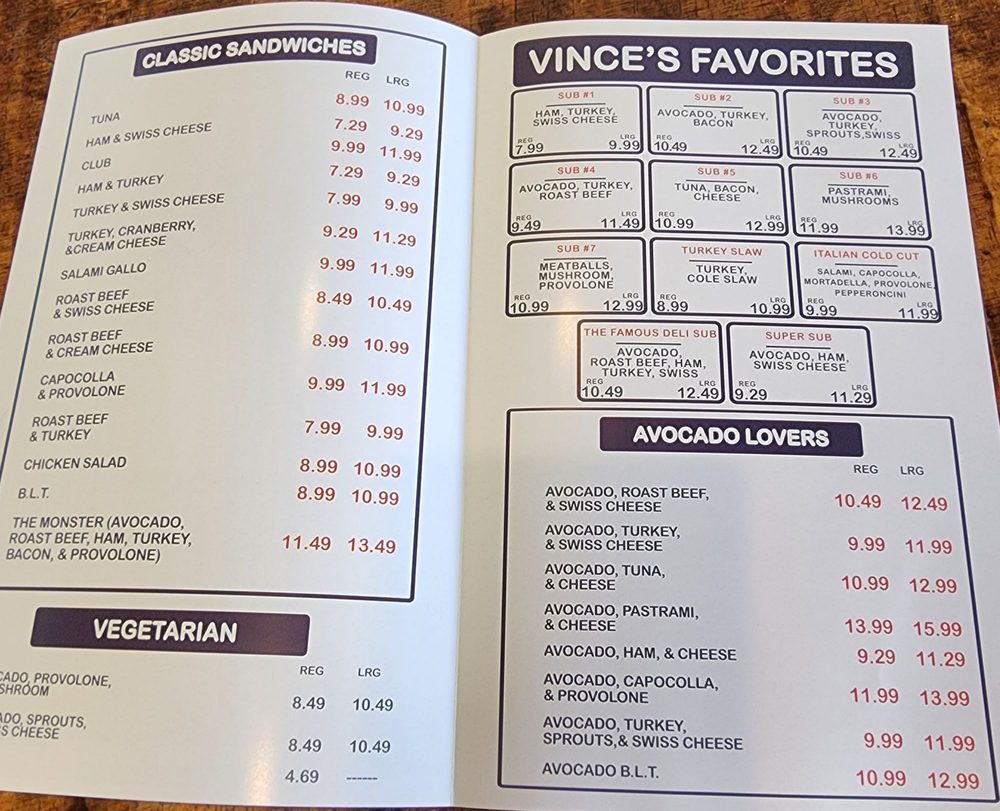 CLASSIC SANDWICHES
REG LRG
TUNA 8.99 10.99
HAM & SWISS CHEESE 7.29 9.29
CLUB 9.99 11.99
HAM & TURKEY 7.29 9.29
TURKEY & SWISS CHEESE 7.99 9.99
TURKEY, CRANBERRY,
&CREAM CHEESE 9.29 11.29
SALAMI GALLO 9.99 11.99
ROAST BEEF
& SWISS CHEESE 8.49 10.49
ROAST BEEF
& CREAM CHEESE 8.99 10.99
CAPOCOLLA
& PROVOLONE 9.99 11.99
ROAST BEEF
& TURKEY 7.99 9.99
CHICKEN SALAD 8.99 10.99
B.L.T. 8.99 10.99
THE MONSTER (AVOCADO,
ROAST BEEF, HAM, TURKEY, 11.49 13.49
BACON, & PROVOLONE)
VEGETARIAN
REG LRG
CADO, PROVOLONE,
SHROOM 8.49 10.49
ADO, SPROUTS,
S CHEESE 8.49 10.49
4.69 ------
VINCE'S FAVORITES
SUB #1
HAM, TURKEY,
SWISS CHEESE
REG LRG
7.99 9.99
SUB #2
AVOCADO, TURKEY,
BACON
REG LRG
10.49 12.49
SUB #3
AVOCADO,
TURKEY,
SPROUTS,SWISS
REG LRG
10.49 12.49
SUB #4
AVOCADO, TURKEY,
ROAST BEEF
REG LRG
9.49 11.49
SUB #5
TUNA, BACON,
CHEESE
REG LRG
10.99 12.99
SUB #6
PASTRAMI,
MUSHROOMS
REG LRG
11.99 13.99
SUB #7
MEATBALLS,
MUSHROOM,
PROVOLONE
REG LRG
10.99 12.99
TURKEY SLAW
TURKEY,
COLE SLAW
REG LRG
8.99 10.99
ITALIAN COLD CUT
SALAMI, CAPOCOLLA,
MORTADELLA, PROVOLONE,
PEPPERONCINI
REG LRG
9.99 11.99
THE FAMOUS DELI SUB
AVOCADO,
ROAST BEEF, HAM,
TURKEY, SWISS
REG LRG
10.49 12.49
SUPER SUB
AVOCADO, HAM,
SWISS CHEESE
REG LRG
9.29 11.29
AVOCADO LOVERS
REG LRG
AVOCADO, ROAST BEEF,
& SWISS CHEESE 10.49 12.49
AVOCADO, TURKEY,
& SWISS CHEESE 9.99 11.99
AVOCADO, TUNA,
& CHEESE 10.99 12.99
AVOCADO, PASTRAMI,
& CHEESE 13.99 15.99
AVOCADO, HAM, & CHEESE 9.29 11.29
AVOCADO, CAPOCOLLA,
& PROVOLONE 11.99 13.99
AVOCADO, TURKEY,
SPROUTS,& SWISS CHEESE 9.99 11.99
AVOCADO B.L.T. 10.99 12.99